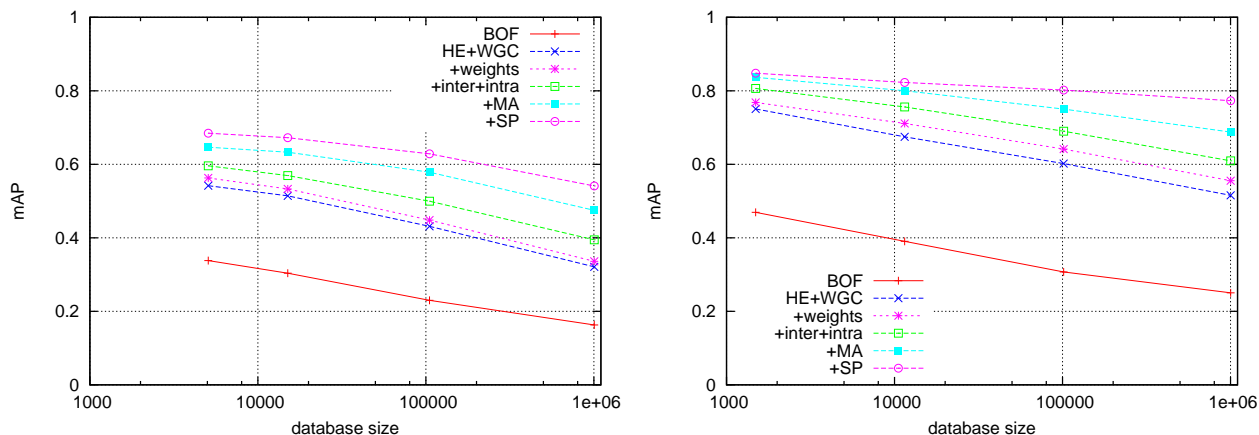 1
0.8
0.6
0.4
0.2
0
mAP
1000
10000
100000
1e+06
database size
BOF
HE+WGC
+weights
+inter+intra
+MA
+SP
1
0.8
0.6
0.4
0.2
0
mAP
1000
10000
100000
1e+06
database size
BOF
HE+WGC
+weights
+inter+intra
+MA
+SP